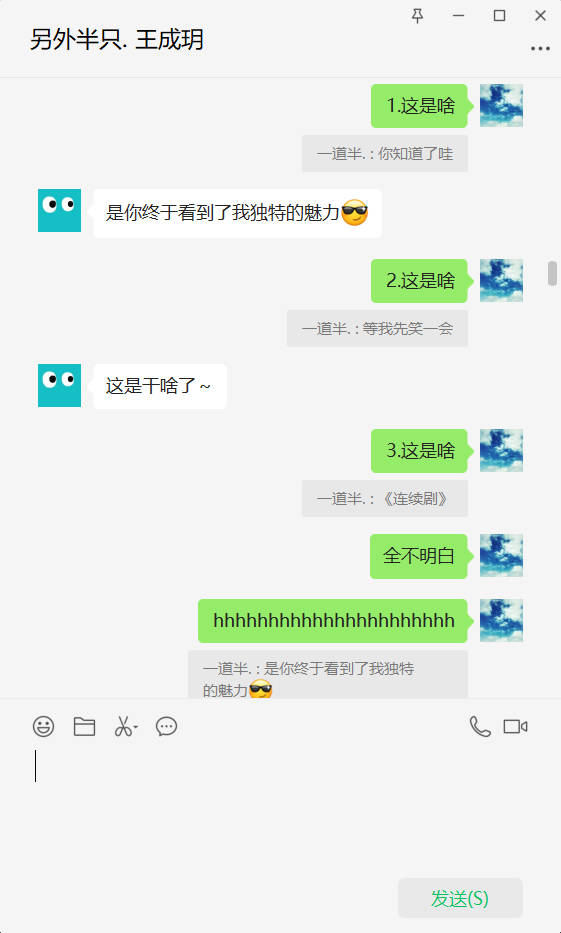 另外半只. 王成玥
1.这是啥
一道半. : 你知道了哇
是你终于看到了我独特的魅力😎
2.这是啥
一道半. : 等我先笑一会
这是干啥了~
3.这是啥
一道半. : 《连续剧》
全不明白
hhhhhhhhhhhhhhhhhhhhhh
一道半. : 是你终于看到了我独特
的魅力😎
发送(S)